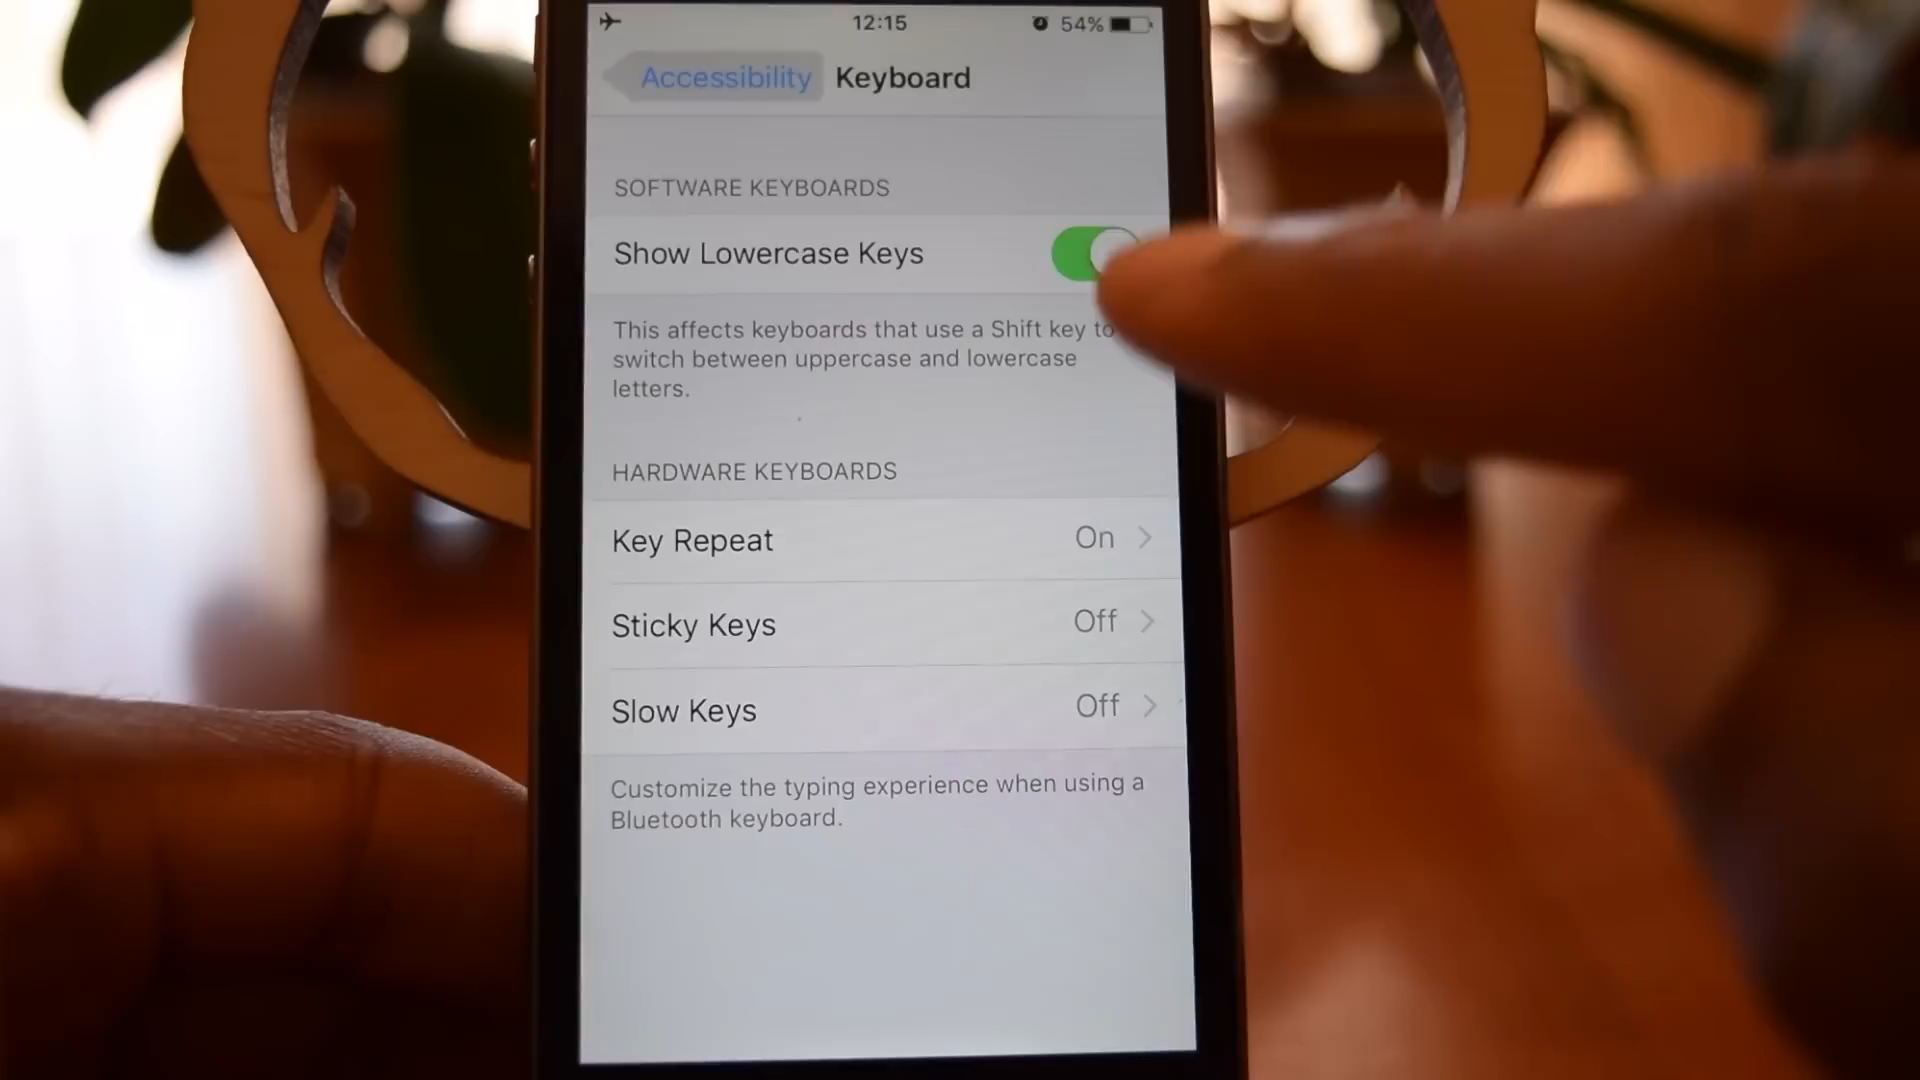 12:15
54%
Accessibility Keyboard
SOFTWARE KEYBOARDS
Show Lowercase Keys
This affects keyboards that use a Shift key to
switch between uppercase and lowercase
letters.
HARDWARE KEYBOARDS
Key Repeat On
Sticky Keys Off
Slow Keys Off
Customize the typing experience when using a
Bluetooth keyboard.